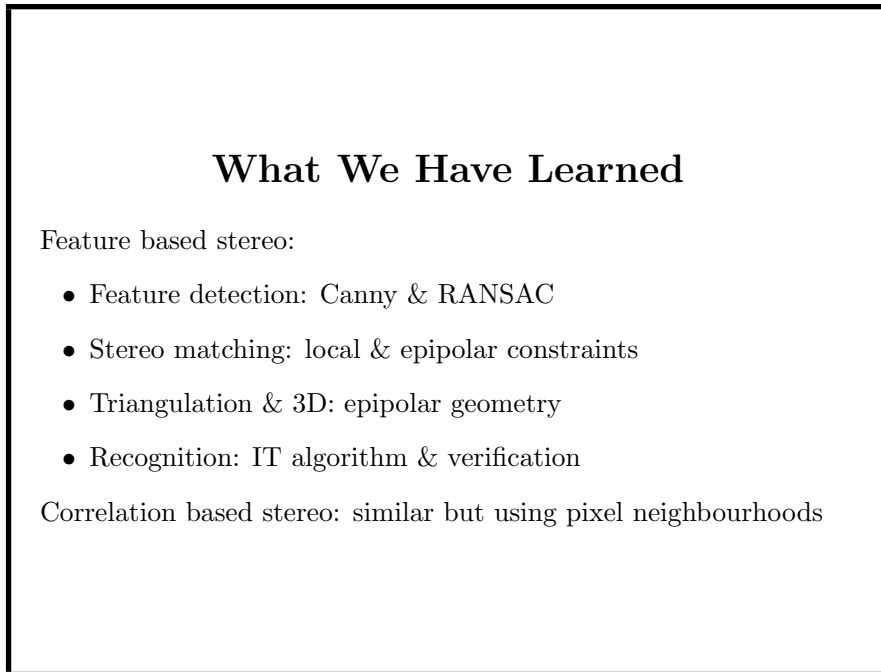 What We Have Learned
Feature based stereo:
• Feature detection: Canny & RANSAC
• Stereo matching: local & epipolar constraints
• Triangulation & 3D: epipolar geometry
• Recognition: IT algorithm & verification
Correlation based stereo: similar but using pixel neighbourhoods